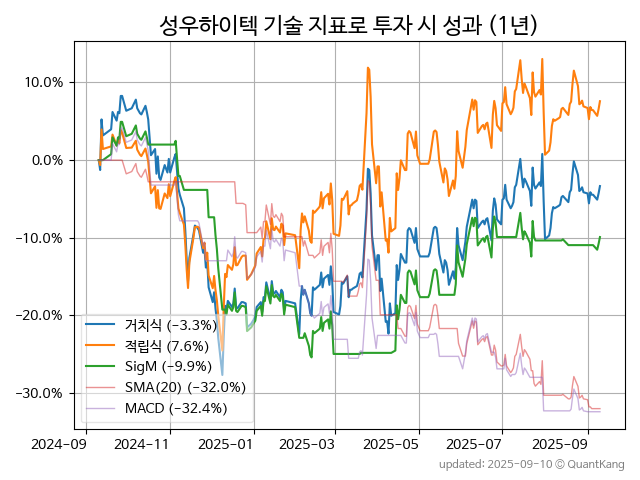 성우하이텍 기술 지표로 투자 시 성과 (1년)
10.0%
0.0%
−10.0%
−20.0%
−30.0%
거치식 (−3.3%)
적립식 (7.6%)
SigM (−9.9%)
SMA(20) (−32.0%)
MACD (−32.4%)
2024-09
2024-11
2025-01
2025-03
2025-05
2025-07
2025-09
updated: 2025-09-10 © QuantKang